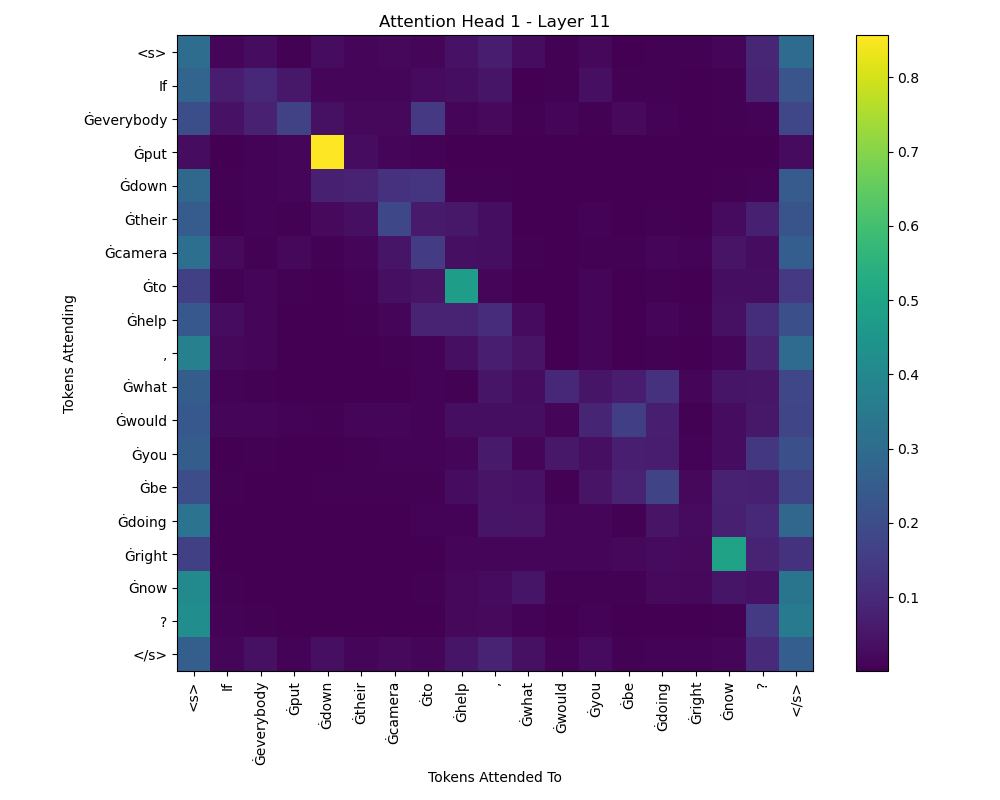 Attention Head 1 - Layer 11
<s>
If
Ġeverybody
Ġput
Ġdown
Ġtheir
Ġcamera
Ġto
Ġhelp
,
Ġwhat
Ġwould
Ġyou
Ġbe
Ġdoing
Ġright
Ġnow
?
</s>
Tokens Attending
<s>
If
Ġeverybody
Ġput
Ġdown
Ġtheir
Ġcamera
Ġto
Ġhelp
,
Ġwhat
Ġwould
Ġyou
Ġbe
Ġdoing
Ġright
Ġnow
?
</s>
Tokens Attended To
0.8
0.7
0.6
0.5
0.4
0.3
0.2
0.1